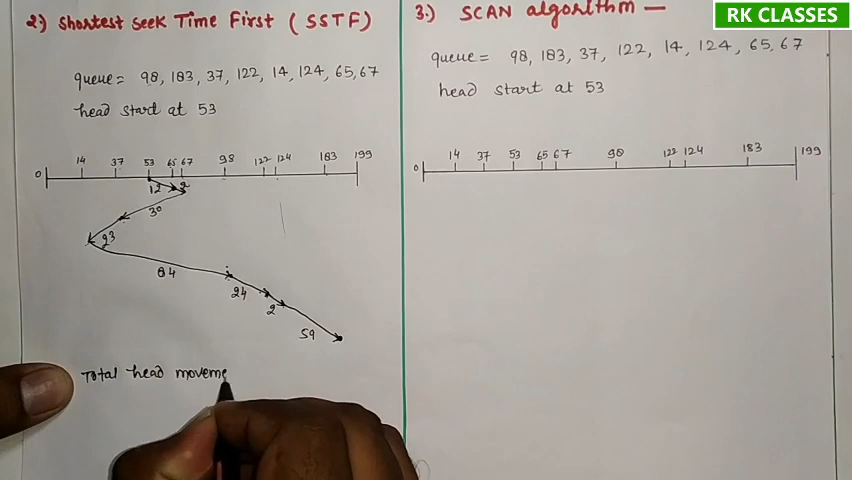 RK CLASSES
2.) Shortest Seek Time First ( SSTF )
queue = 98, 183, 37, 122, 14, 124, 65, 67
head start at 53
0 14 37 53 65 67 98 122 124 183 199
12 2
30
23
84
24
2
59
Total head moveme
3.) SCAN algorithm —
queue = 98, 183, 37, 122, 14, 124, 65, 67
head start at 53
0 14 37 53 65 67 98 122 124 183 199